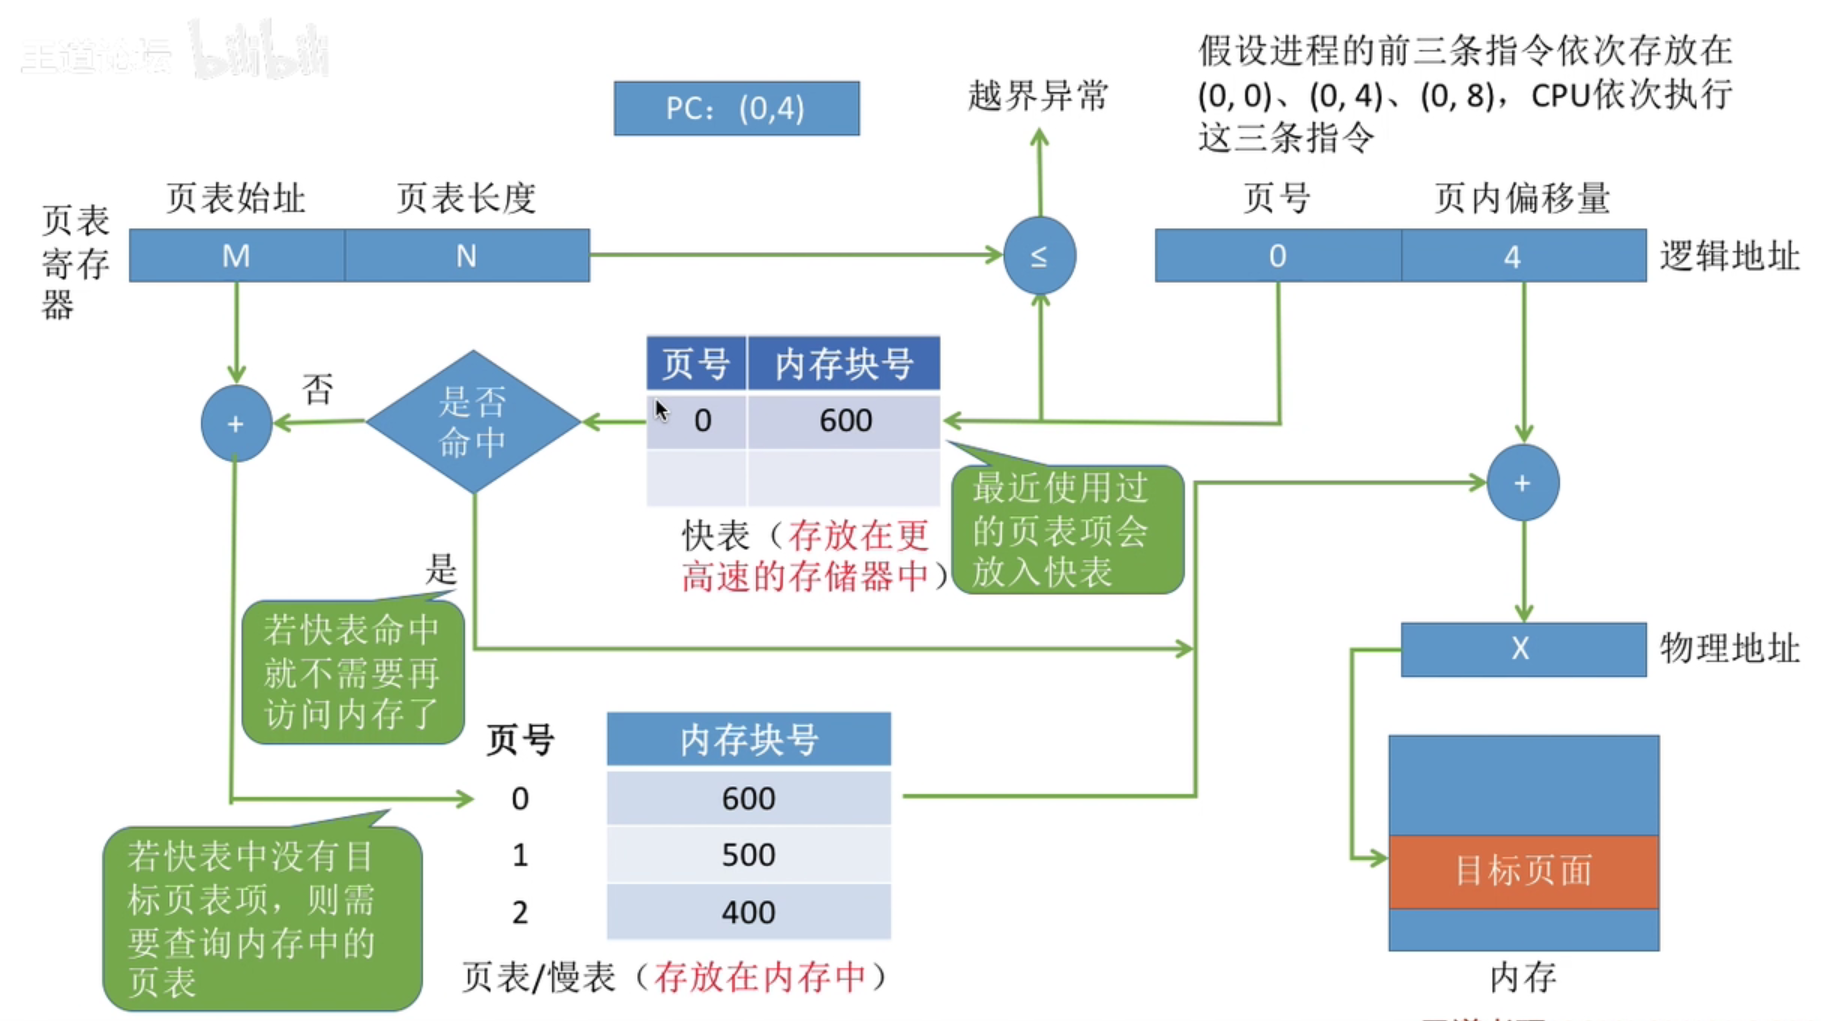 王道论坛 bilibili
假设进程的前三条指令依次存放在
(0, 0)、(0, 4)、(0, 8)，CPU依次执行
这三条指令
PC：(0,4)
越界异常
页表始址
页表长度
页号
页内偏移量
页表
寄存
器
M
N
≤
0
4
逻辑地址
页号
内存块号
0
600
+
否
是否
命中
是
快表（存放在更
高速的存储器中）
最近使用过
的页表项会
放入快表
+
若快表命中
就不需要再
访问内存了
X
物理地址
页号
内存块号
0
600
1
500
2
400
页表/慢表（存放在内存中）
若快表中没有目
标页表项，则需
要查询内存中的
页表
目标页面
内存